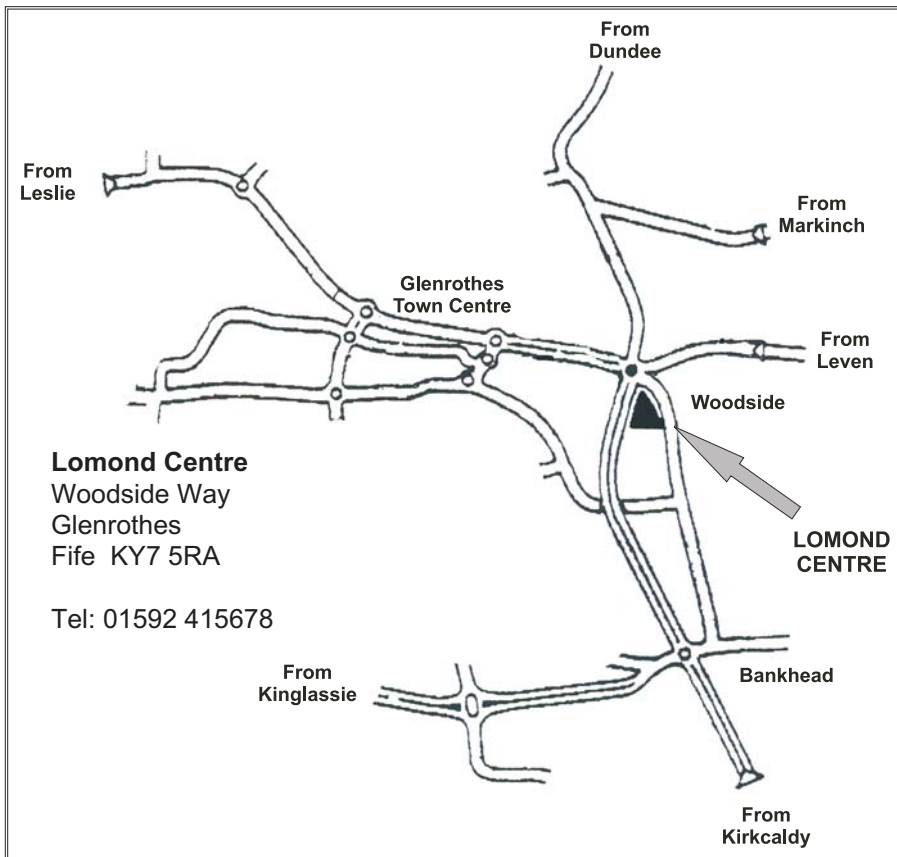 From
Dundee
From
Leslie
From
Markinch
Glenrothes
Town Centre
From
Leven
Woodside
Lomond Centre
Woodside Way
Glenrothes
Fife KY7 5RA
Tel: 01592 415678
LOMOND
CENTRE
From
Kinglassie
Bankhead
From
Kirkcaldy